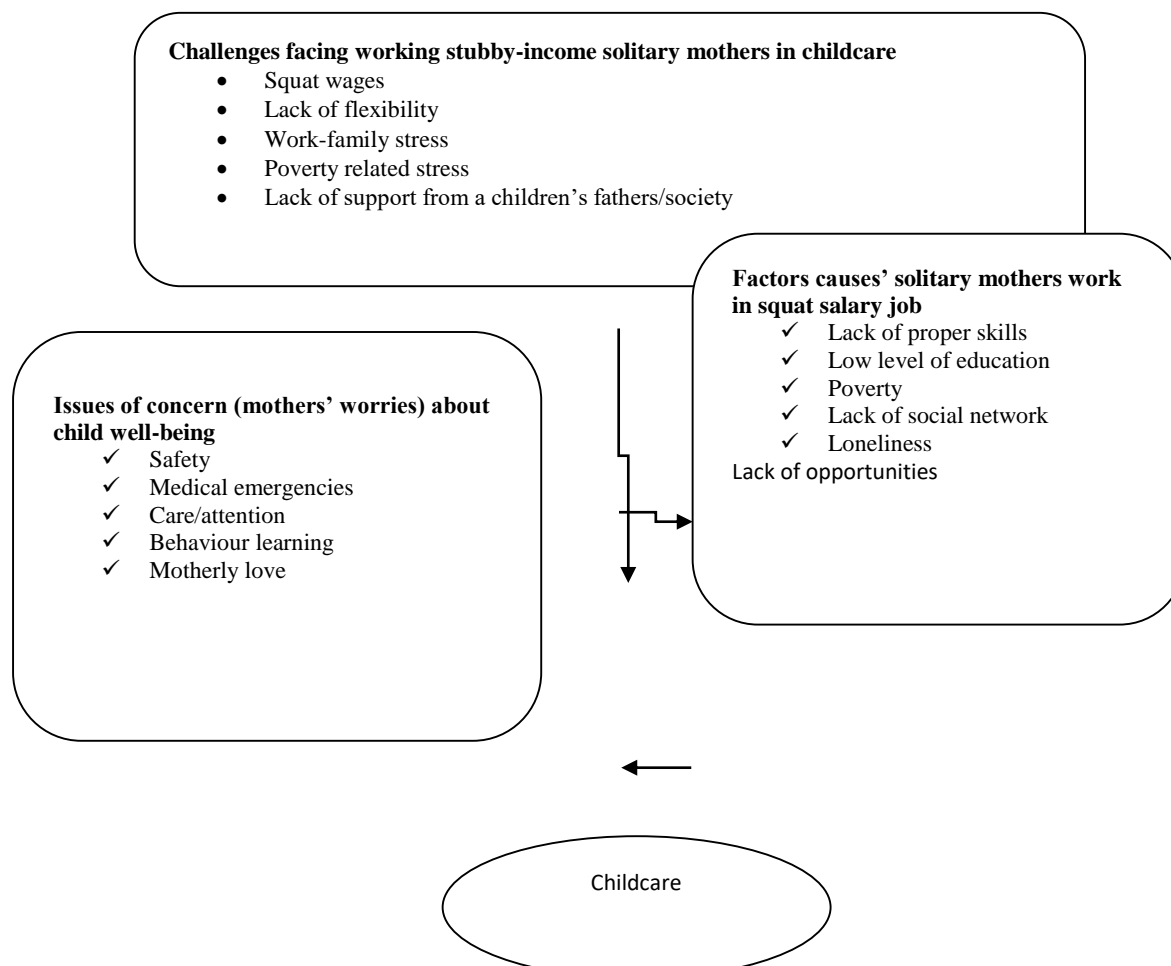 Challenges facing working stubby-income solitary mothers in childcare
• Squat wages
• Lack of flexibility
• Work-family stress
• Poverty related stress
• Lack of support from a children’s fathers/society
Factors causes’ solitary mothers work
in squat salary job
✓ Lack of proper skills
✓ Low level of education
✓ Poverty
✓ Lack of social network
✓ Loneliness
Lack of opportunities
Issues of concern (mothers’ worries) about
child well-being
✓ Safety
✓ Medical emergencies
✓ Care/attention
✓ Behaviour learning
✓ Motherly love
Childcare